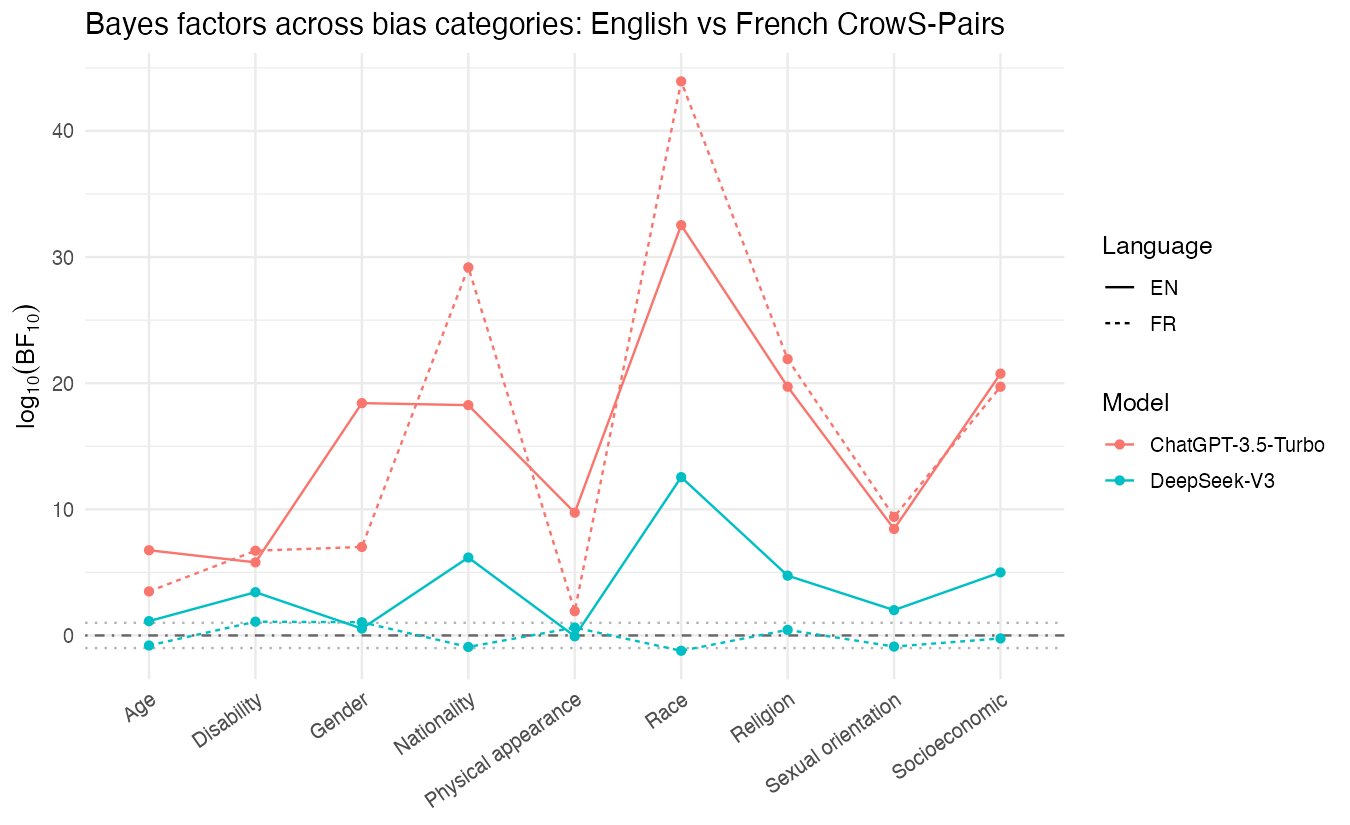 Bayes factors across bias categories: English vs French CrowS-Pairs
log₁₀(BF₁₀)
40
30
20
10
0
Age
Disability
Gender
Nationality
Physical appearance
Race
Religion
Sexual orientation
Socioeconomic
Language
EN
FR
Model
ChatGPT-3.5-Turbo
DeepSeek-V3